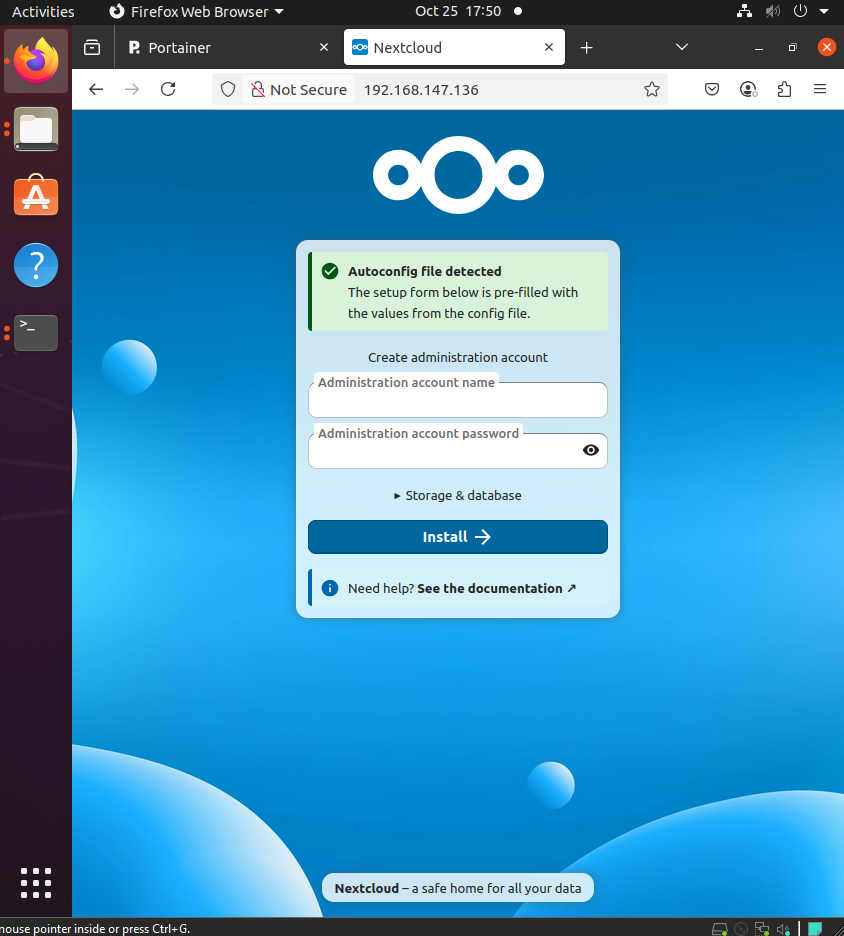 Activities Firefox Web Browser Oct 25 17:50
Portainer Nextcloud
Not Secure 192.168.147.136
Autoconfig file detected
The setup form below is pre-filled with
the values from the config file.
Create administration account
Administration account name
Administration account password
Storage & database
Install
Need help? See the documentation ↗
Nextcloud – a safe home for all your data
mouse pointer inside or press Ctrl+G.